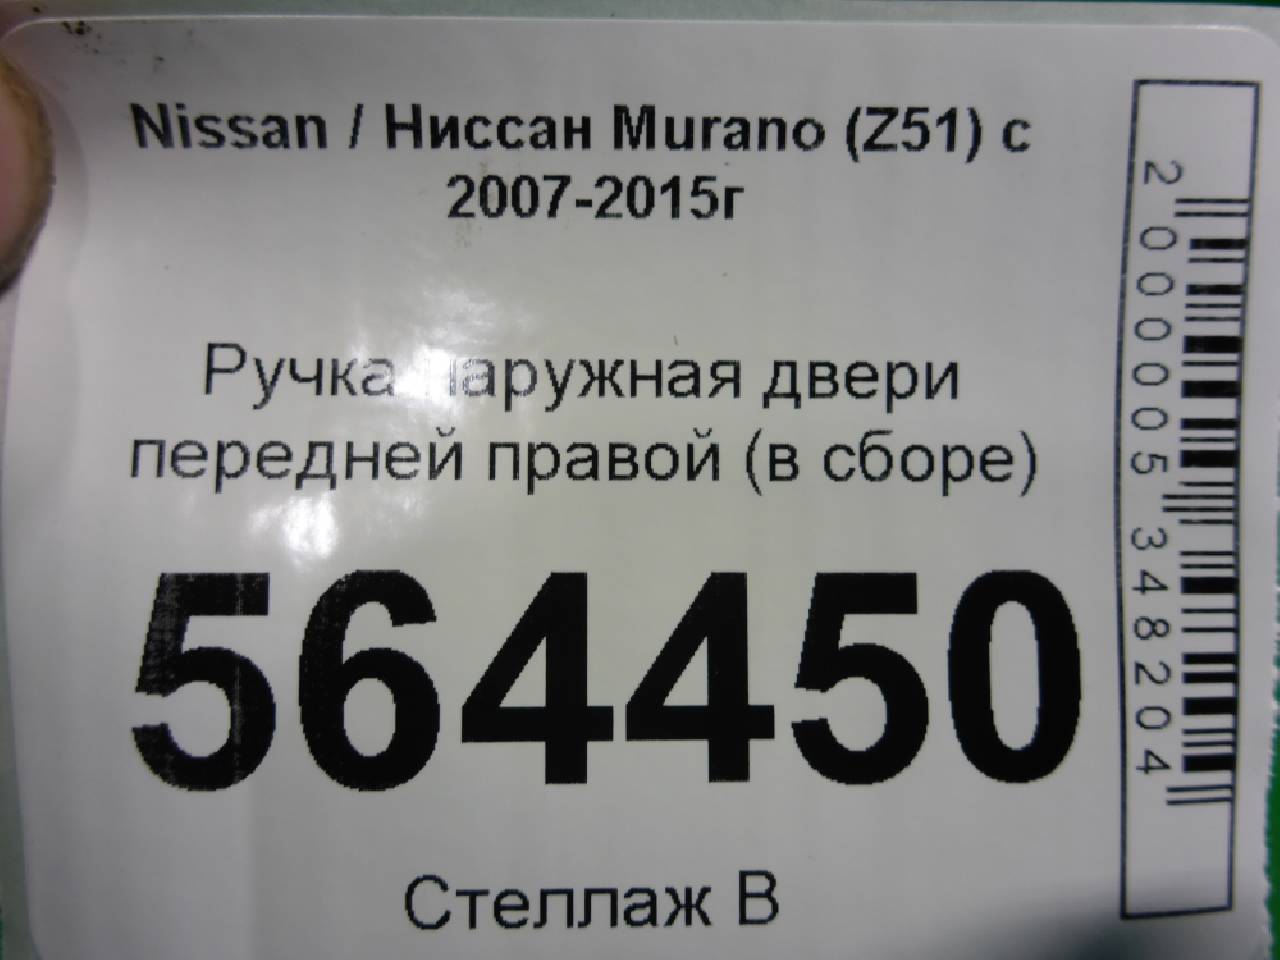 Nissan / Ниссан Murano (Z51) с
2007-2015г
Ручка наружная двери
передней правой (в сборе)
564450
Стеллаж В
2 000005 348204